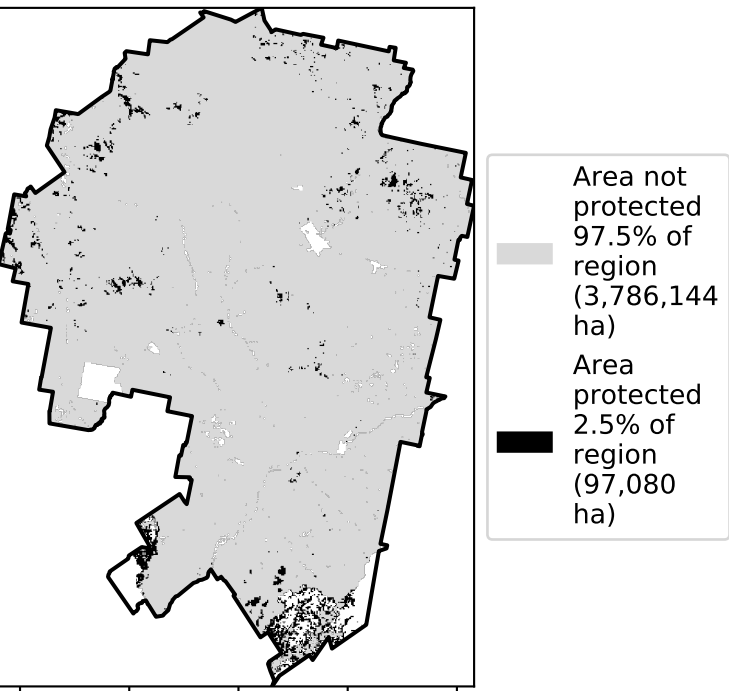 Area not
protected
97.5% of
region
(3,786,144
ha)
Area
protected
2.5% of
region
(97,080
ha)